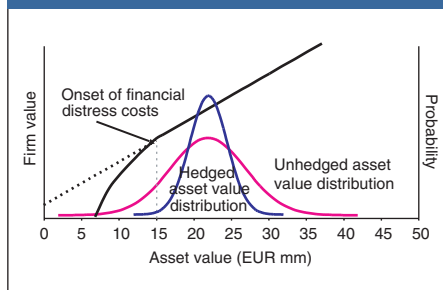 Firm value
Probability
Onset of financial
distress costs
Hedged
asset value
distribution
Unhedged asset
value distribution
0 5 10 15 20 25 30 35 40 45 50
Asset value (EUR mm)